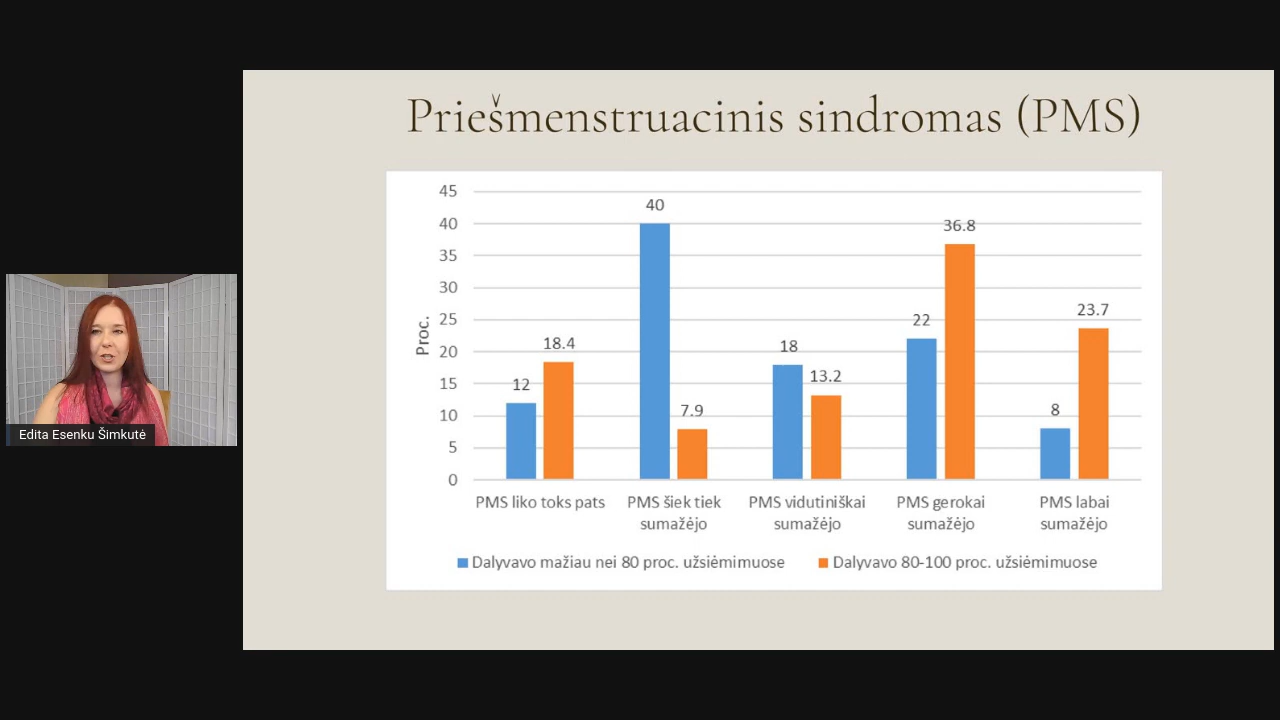 Priešmenstruacinis sindromas (PMS)
45
40
35
30
25
20
15
10
5
0
Proc.
12
18.4
40
7.9
18
13.2
22
36.8
8
23.7
PMS liko toks pats
PMS šiek tiek
sumažėjo
PMS vidutiniškai
sumažėjo
PMS gerokai
sumažėjo
PMS labai
sumažėjo
Dalyvavo mažiau nei 80 proc. užsiėmimuose
Dalyvavo 80-100 proc. užsiėmimuose
Edita Esenku Šimkutė